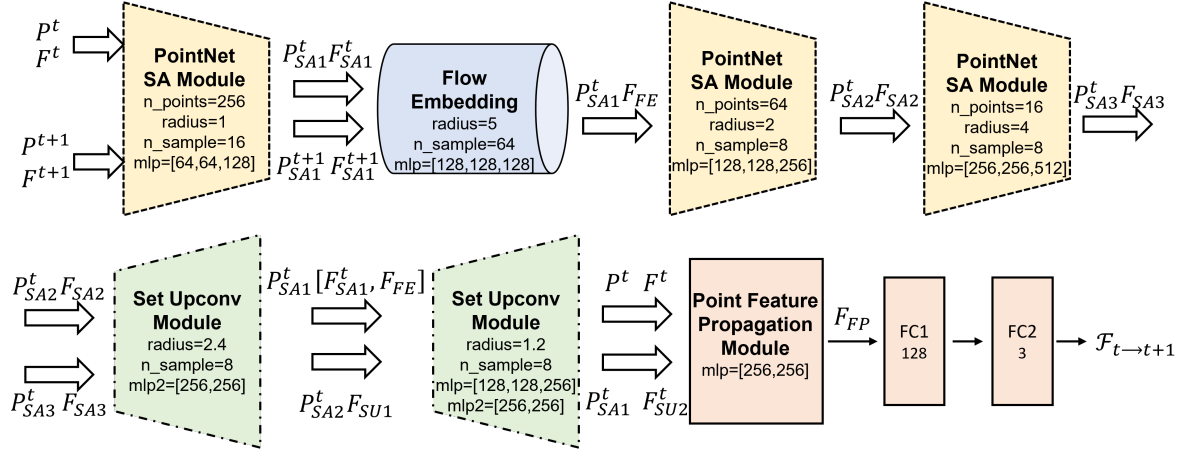 P^t
F^t
P^{t+1}
F^{t+1}
PointNet
SA Module
n_points=256
radius=1
n_sample=16
mlp=[64,64,128]
P^t_{SA1} F^t_{SA1}
P^{t+1}_{SA1} F^{t+1}_{SA1}
Flow
Embedding
radius=5
n_sample=64
mlp=[128,128,128]
P^t_{SA1} F_{FE}
PointNet
SA Module
n_points=64
radius=2
n_sample=8
mlp=[128,128,256]
P^t_{SA2} F_{SA2}
PointNet
SA Module
n_points=16
radius=4
n_sample=8
mlp=[256,256,512]
P^t_{SA3} F_{SA3}
P^t_{SA2} F_{SA2}
P^t_{SA3} F_{SA3}
Set Upconv
Module
radius=2.4
n_sample=8
mlp2=[256,256]
P^t_{SA1} [F^t_{SA1}, F_{FE}]
P^t_{SA2} F_{SU1}
Set Upconv
Module
radius=1.2
n_sample=8
mlp=[128,128,256]
mlp2=[256,256]
P^t F^t
P^t_{SA1} F^t_{SU2}
Point Feature
Propagation
Module
mlp=[256,256]
F_{FP}
FC1
128
FC2
3
ℱ_{t→t+1}